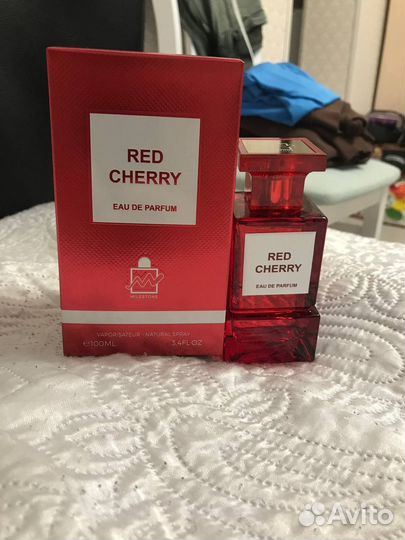 RED
CHERRY
EAU DE PARFUM
MILESTONE
VAPORISATEUR - NATURAL SPRAY
℮100ML 3.4FL.OZ
RED
CHERRY
EAU DE PARFUM
Avito